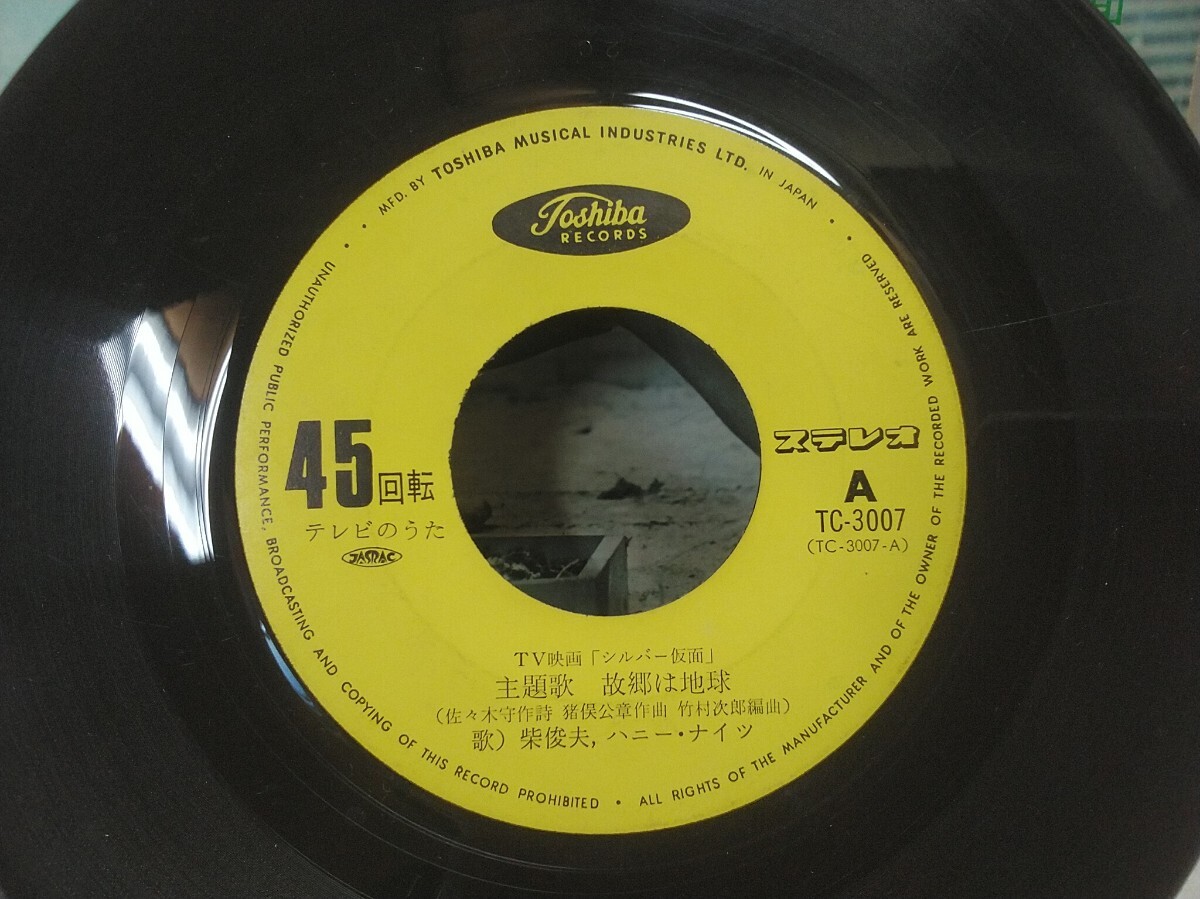 MFD. BY TOSHIBA MUSICAL INDUSTRIES LTD. IN JAPAN
Toshiba
RECORDS
45回転
テレビのうた
JASRAC
ステレオ
A
TC-3007
(TC-3007-A)
TV映画「シルバー仮面」
主題歌 故郷は地球
(佐々木守作詩 猪俣公章作曲 竹村次郎編曲)
歌) 柴俊夫, ハニー・ナイツ
ALL RIGHTS OF THE MANUFACTURER AND OF THE OWNER OF THE RECORDED WORK ARE RESERVED
UNAUTHORIZED PUBLIC PERFORMANCE, BROADCASTING AND COPYING OF THIS RECORD PROHIBITED